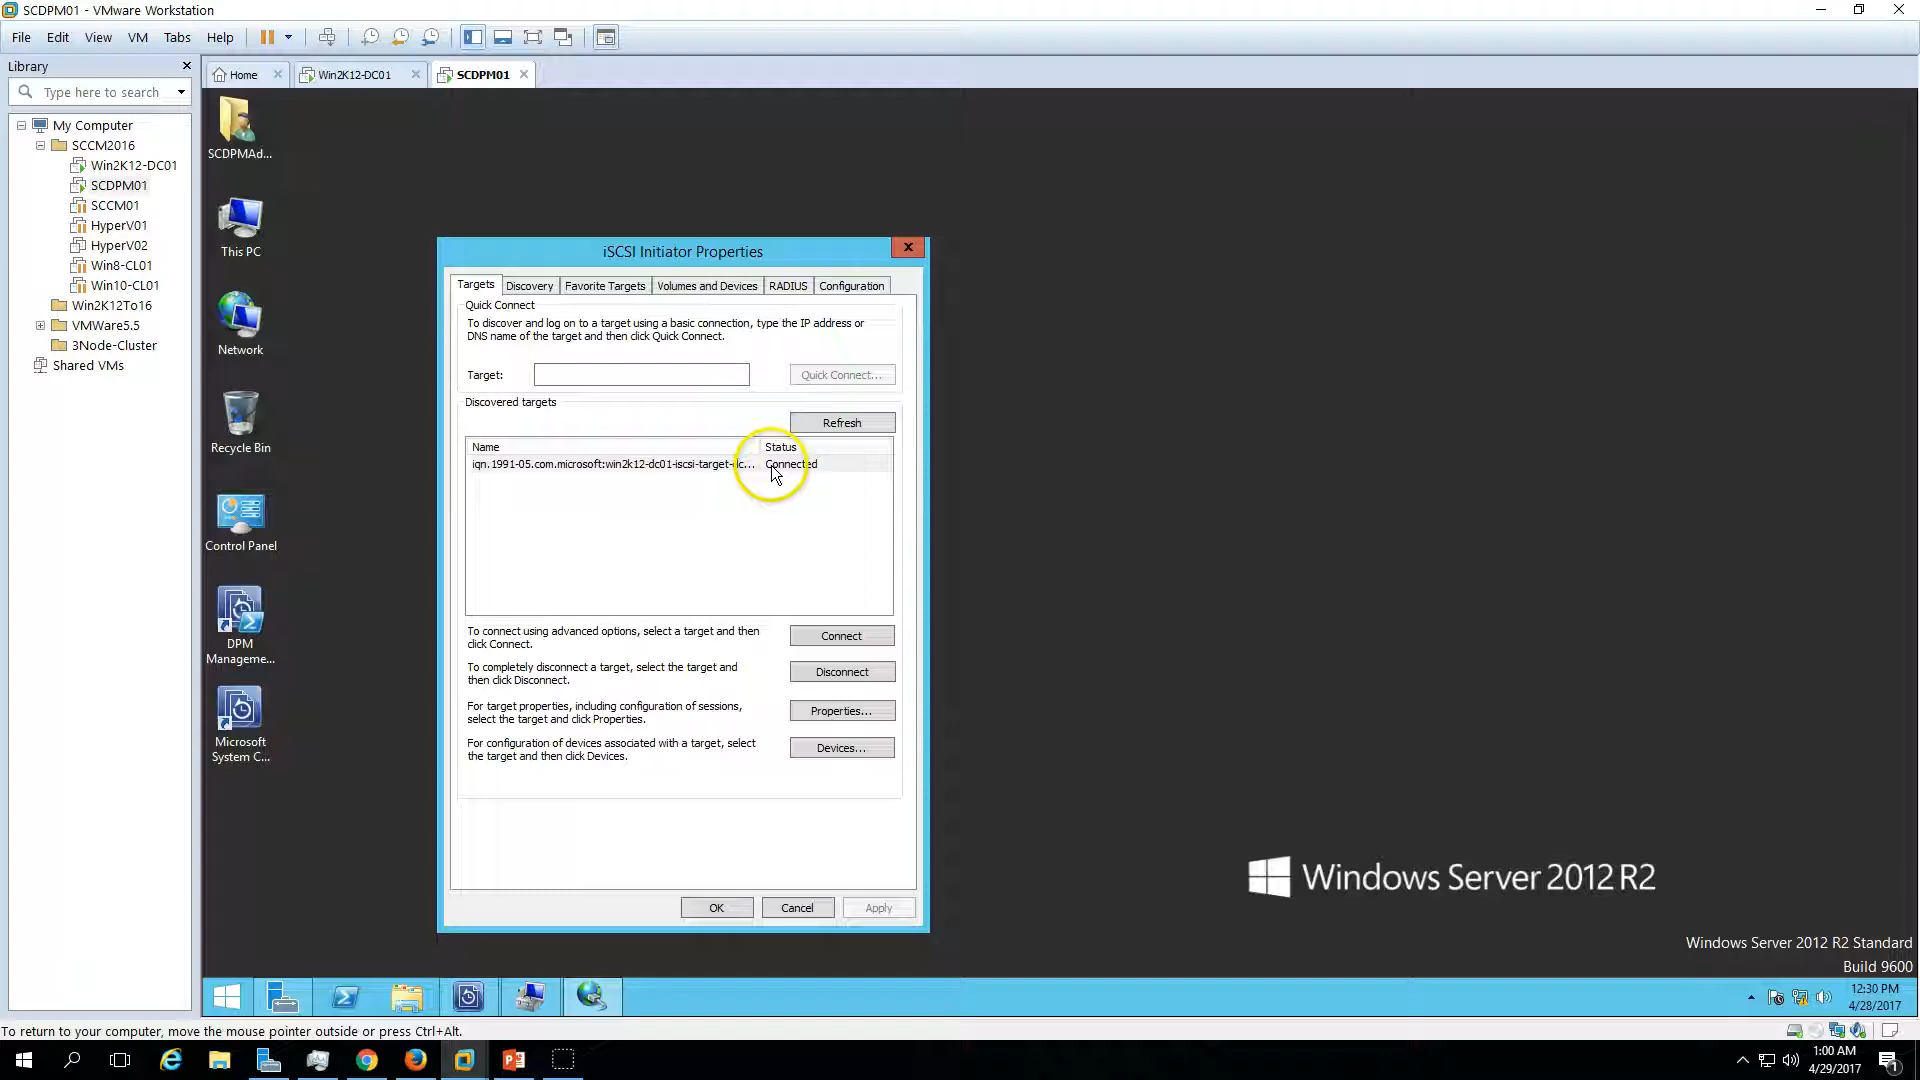 SCDPM01 - VMware Workstation
File Edit View VM Tabs Help
Library
Type here to search
Home
Win2K12-DC01
SCDPM01
My Computer
SCCM2016
Win2K12-DC01
SCDPM01
SCCM01
HyperV01
HyperV02
Win8-CL01
Win10-CL01
Win2K12To16
VMWare5.5
3Node-Cluster
Shared VMs
SCDPMAd...
This PC
Network
Recycle Bin
Control Panel
DPM
Manageme...
Microsoft
System C...
iSCSI Initiator Properties
Targets Discovery Favorite Targets Volumes and Devices RADIUS Configuration
Quick Connect
To discover and log on to a target using a basic connection, type the IP address or
DNS name of the target and then click Quick Connect.
Target:
Quick Connect...
Discovered targets
Refresh
Name Status
iqn.1991-05.com.microsoft:win2k12-dc01-iscsi-target-dc... Connected
To connect using advanced options, select a target and then
click Connect.
Connect
To completely disconnect a target, select the target and
then click Disconnect.
Disconnect
For target properties, including configuration of sessions,
select the target and click Properties.
Properties...
For configuration of devices associated with a target, select
the target and then click Devices.
Devices...
OK Cancel Apply
Windows Server 2012 R2
Windows Server 2012 R2 Standard
Build 9600
12:30 PM
4/28/2017
To return to your computer, move the mouse pointer outside or press Ctrl+Alt.
1:00 AM
4/29/2017
1